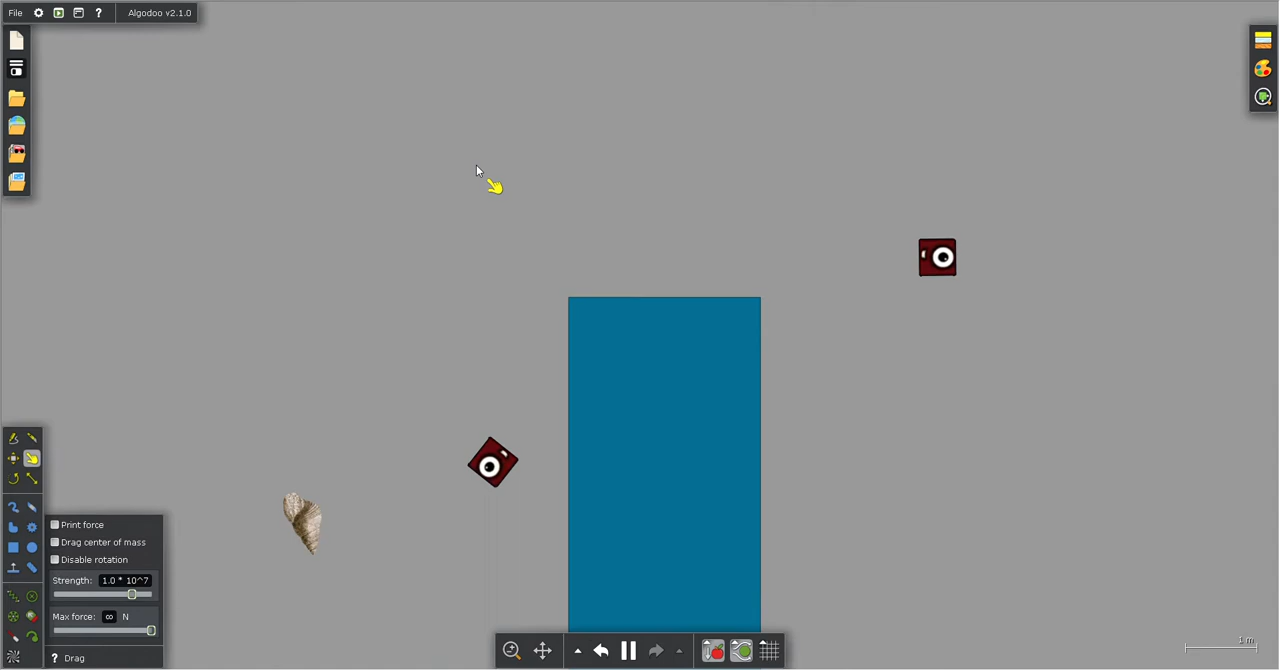 File ? Algodoo v2.1.0
Print force
Drag center of mass
Disable rotation
Strength: 1.0 * 10^7
Max force: ∞ N
? Drag
1 m